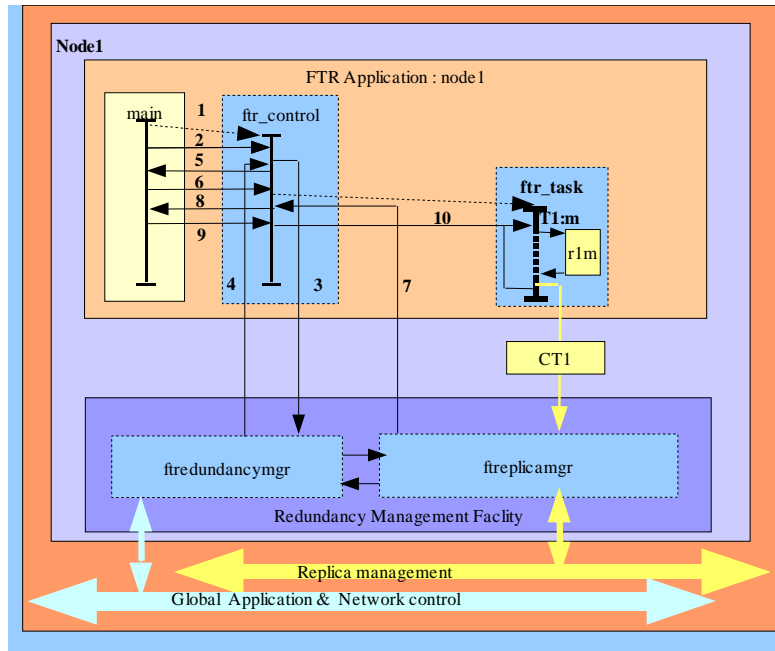 Node1
FTR Application : node1
main
1
ftr_control
2
5
6
8
9
ftr_task
10
T1:m
r1m
4
3
7
CT1
ftredundancymgr
ftreplicamgr
Redundancy Management Faclity
Replica management
Global Application & Network control